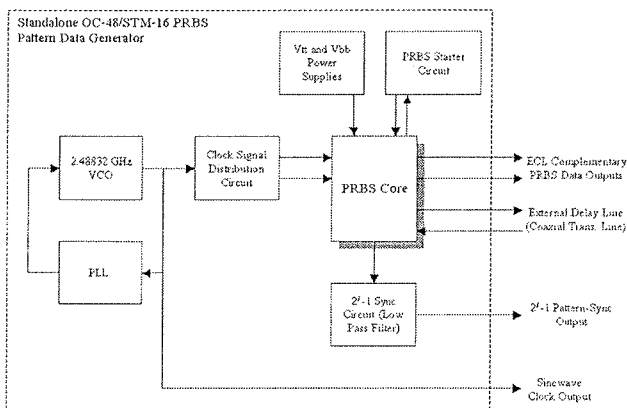 Standalone OC-48/STM-16 PRBS
Pattern Data Generator
Vtt and Vbb
Power
Supplies
PRBS Starter
Circuit
2.48832 GHz
VCO
Clock Signal
Distribution
Circuit
PRBS Core
ECL Complementary
PRBS Data Outputs
External Delay Line
(Coaxial Trans. Line)
PLL
2⁷-1 Sync
Circuit (Low
Pass Filter)
2⁷-1 Pattern-Sync
Output
Sinewave
Clock Output